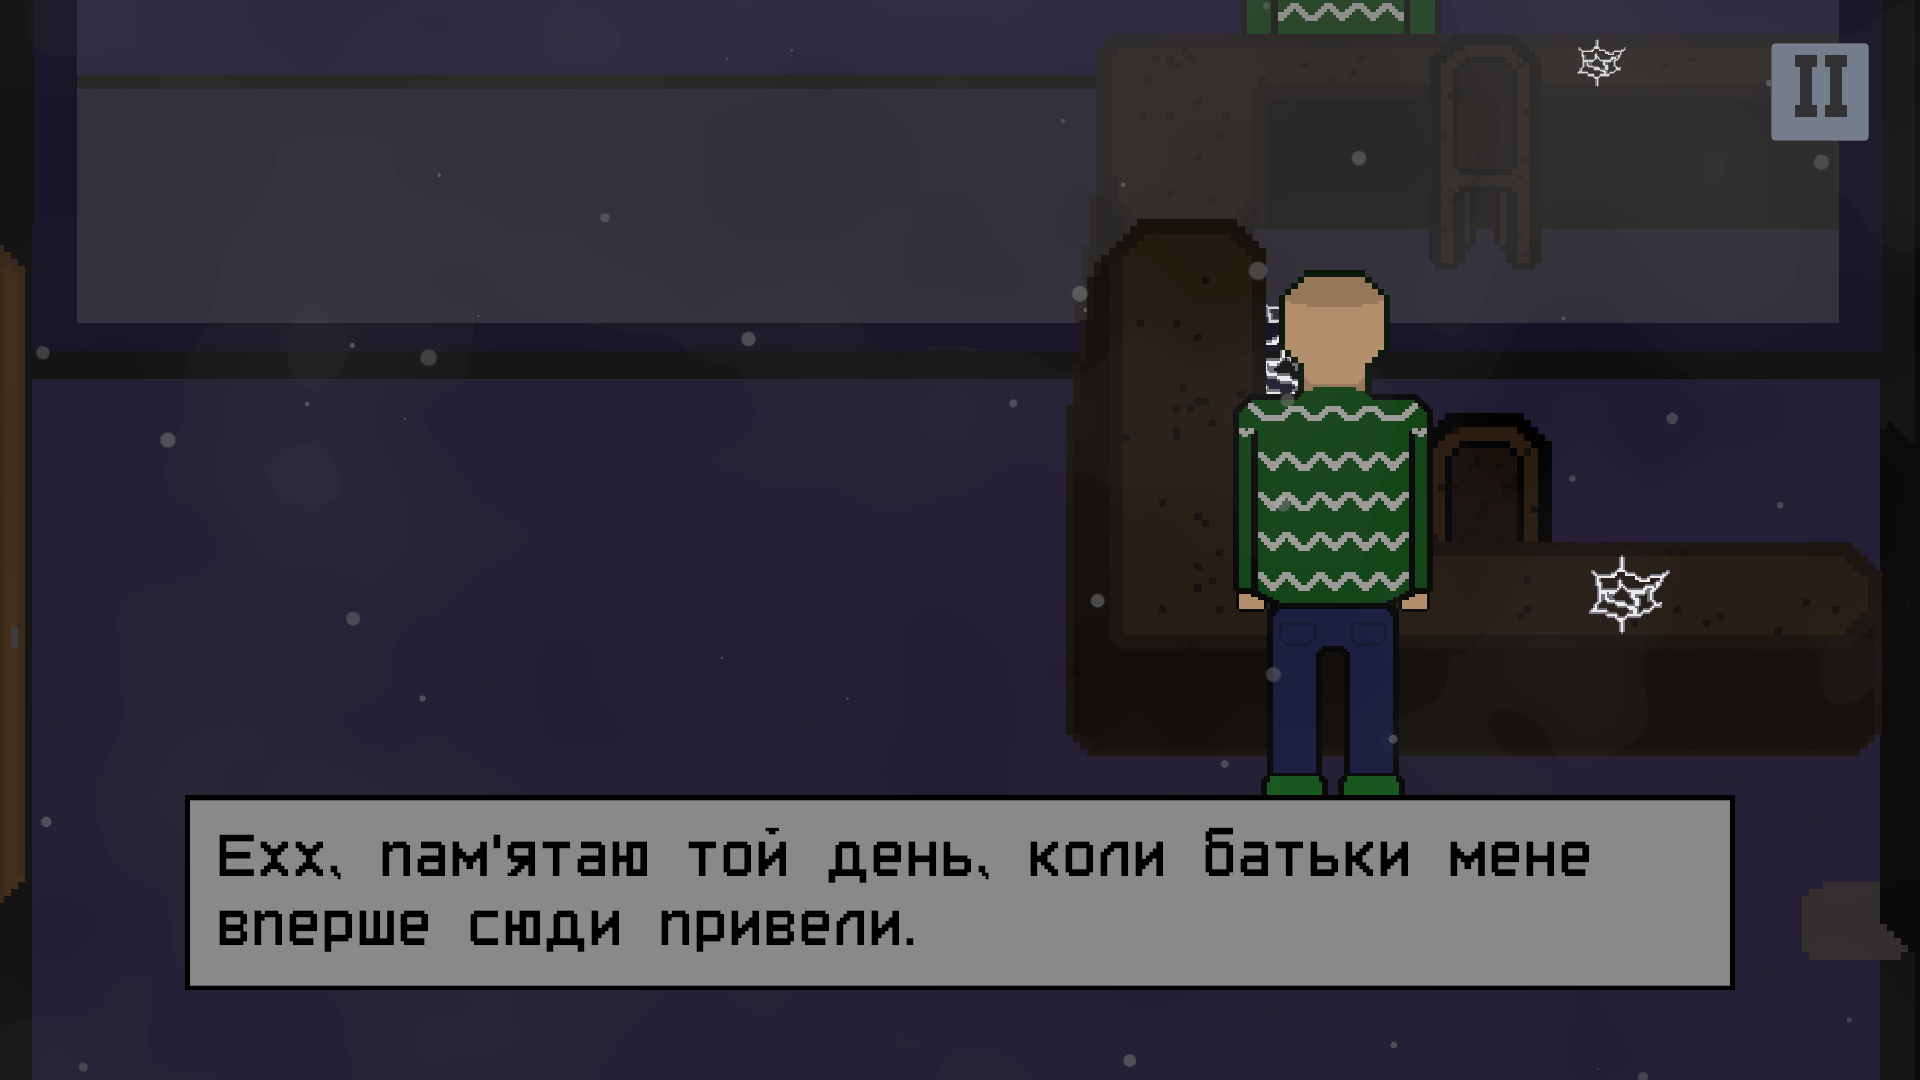 Ехх, пам'ятаю той день, коли батьки мене
вперше сюди привели.